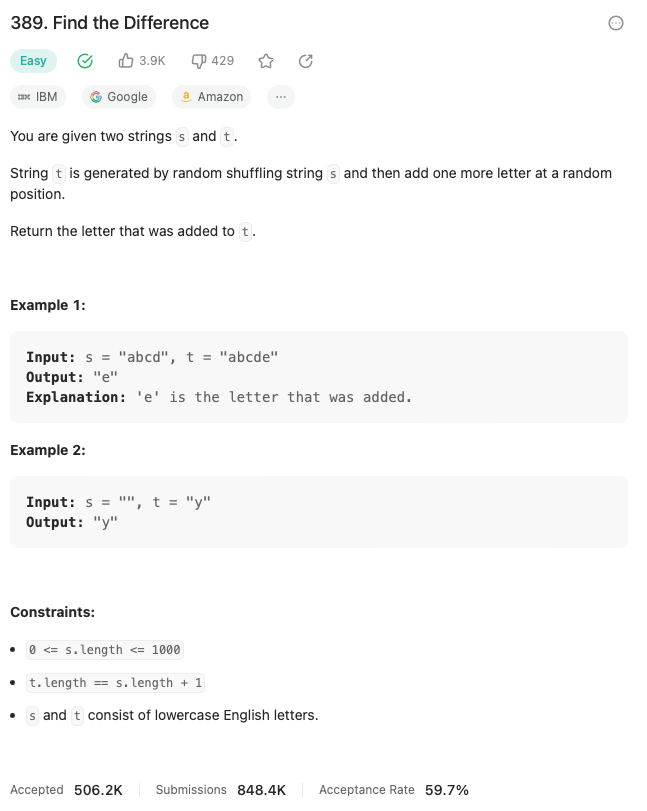 389. Find the Difference
Easy 3.9K 429
IBM Google Amazon ...
You are given two strings s and t.
String t is generated by random shuffling string s and then add one more letter at a random
position.
Return the letter that was added to t.
Example 1:
Input: s = "abcd", t = "abcde"
Output: "e"
Explanation: 'e' is the letter that was added.
Example 2:
Input: s = "", t = "y"
Output: "y"
Constraints:
• 0 <= s.length <= 1000
• t.length == s.length + 1
• s and t consist of lowercase English letters.
Accepted 506.2K Submissions 848.4K Acceptance Rate 59.7%